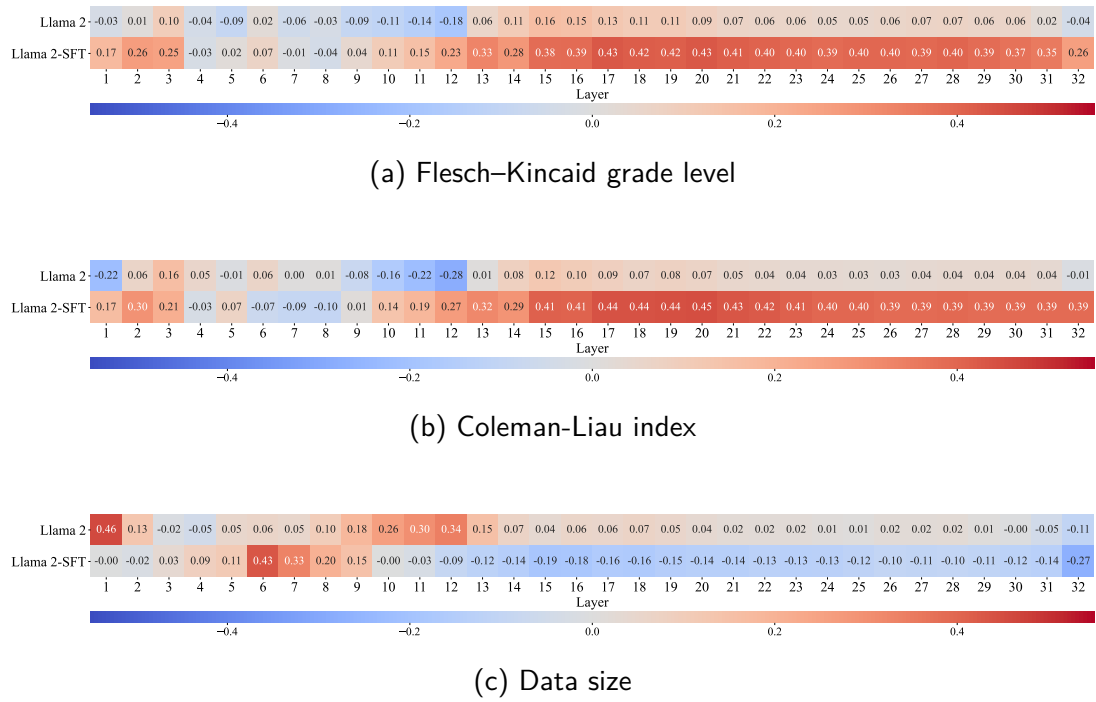 Llama 2 -0.03 0.01 0.10 -0.04 -0.09 0.02 -0.06 -0.03 -0.09 -0.11 -0.14 -0.18 0.06 0.11 0.16 0.15 0.13 0.11 0.09 0.09 0.07 0.06 0.06 0.05 0.05 0.06 0.07 0.07 0.06 0.06 0.02 -0.04
Llama 2-SFT 0.17 0.26 0.25 -0.03 0.02 0.07 -0.01 -0.04 0.04 0.11 0.15 0.23 0.33 0.28 0.38 0.39 0.43 0.42 0.42 0.43 0.41 0.40 0.40 0.39 0.40 0.40 0.39 0.40 0.39 0.37 0.35 0.26
1 2 3 4 5 6 7 8 9 10 11 12 13 14 15 16 17 18 19 20 21 22 23 24 25 26 27 28 29 30 31 32
Layer
−0.4 −0.2 0.0 0.2 0.4
(a) Flesch–Kincaid grade level
Llama 2 -0.22 0.06 0.16 0.05 -0.01 0.06 0.00 0.01 -0.08 -0.16 -0.22 -0.28 0.01 0.08 0.12 0.10 0.09 0.07 0.08 0.07 0.05 0.04 0.04 0.03 0.03 0.03 0.04 0.04 0.04 0.04 0.04 -0.01
Llama 2-SFT 0.17 0.30 0.21 -0.03 0.07 -0.07 -0.09 -0.10 0.01 0.14 0.19 0.27 0.32 0.29 0.41 0.41 0.44 0.44 0.44 0.45 0.43 0.42 0.41 0.40 0.40 0.39 0.39 0.39 0.39 0.39 0.39 0.39
1 2 3 4 5 6 7 8 9 10 11 12 13 14 15 16 17 18 19 20 21 22 23 24 25 26 27 28 29 30 31 32
Layer
−0.4 −0.2 0.0 0.2 0.4
(b) Coleman-Liau index
Llama 2 0.46 0.13 -0.02 -0.05 0.05 0.06 0.05 0.10 0.18 0.26 0.30 0.34 0.15 0.07 0.04 0.06 0.06 0.07 0.05 0.04 0.02 0.02 0.02 0.01 0.01 0.02 0.02 0.02 0.01 -0.00 -0.05 -0.11
Llama 2-SFT -0.00 -0.02 0.03 0.09 0.11 0.43 0.33 0.20 0.15 -0.00 -0.03 -0.09 -0.12 -0.14 -0.19 -0.18 -0.16 -0.16 -0.15 -0.14 -0.14 -0.13 -0.13 -0.13 -0.12 -0.10 -0.11 -0.10 -0.11 -0.12 -0.14 -0.27
1 2 3 4 5 6 7 8 9 10 11 12 13 14 15 16 17 18 19 20 21 22 23 24 25 26 27 28 29 30 31 32
Layer
−0.4 −0.2 0.0 0.2 0.4
(c) Data size